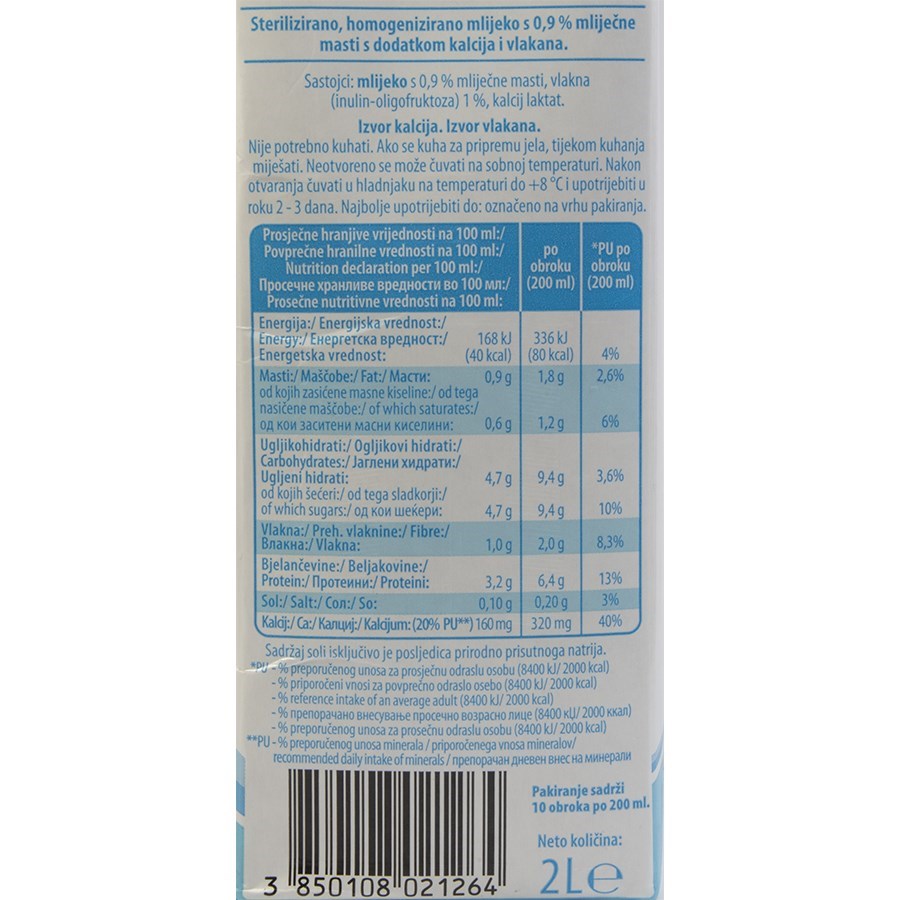 Sterilizirano, homogenizirano mlijeko s 0,9 % mliječne
masti s dodatkom kalcija i vlakana.
Sastojci: mlijeko s 0,9 % mliječne masti, vlakna
(inulin-oligofruktoza) 1 %, kalcij laktat.
Izvor kalcija. Izvor vlakana.
Nije potrebno kuhati. Ako se kuha za pripremu jela, tijekom kuhanja
miješati. Neotvoreno se može čuvati na sobnoj temperaturi. Nakon
otvaranja čuvati u hladnjaku na temperaturi do +8 °C i upotrijebiti u
roku 2 - 3 dana. Najbolje upotrijebiti do: označeno na vrhu pakiranja.
Prosječne hranjive vrijednosti na 100 ml:/
Povprečne hranilne vrednosti na 100 ml:/
Nutrition declaration per 100 ml:/
Просечне хранливе вредности во 100 мл:/
Prosečne nutritivne vrednosti na 100 ml:
po
obroku
(200 ml)
*PU po
obroku
(200 ml)
Energija:/ Energijska vrednost:/
Energy:/ Енергетска вредност:/ 168 kJ 336 kJ
Energetska vrednost: (40 kcal) (80 kcal) 4%
Masti:/ Maščobe:/ Fat:/ Масти: 0,9 g 1,8 g 2,6%
od kojih zasićene masne kiseline:/ od tega
nasičene maščobe:/ of which saturates:/
од кои заситени масни киселини: 0,6 g 1,2 g 6%
Ugljikohidrati:/ Ogljikovi hidrati:/
Carbohydrates:/ Јаглени хидрати:/
Ugljeni hidrati: 4,7 g 9,4 g 3,6%
od kojih šećeri:/ od tega sladkorji:/
of which sugars:/ од кои шеќери: 4,7 g 9,4 g 10%
Vlakna:/ Preh. vlaknine:/ Fibre:/
Влакна:/ Vlakna: 1,0 g 2,0 g 8,3%
Bjelančevine:/ Beljakovine:/
Protein:/ Протеини:/ Proteini: 3,2 g 6,4 g 13%
Sol:/ Salt:/ Сол:/ So: 0,10 g 0,20 g 3%
Kalcij:/ Ca:/ Калциј:/ Kalcijum: (20% PU**) 160 mg 320 mg 40%
Sadržaj soli isključivo je posljedica prirodno prisutnoga natrija.
*PU - % preporučenog unosa za prosječnu odraslu osobu (8400 kJ/ 2000 kcal)
- % priporočeni vnosi za povprečno odraslo osebo (8400 kJ/ 2000 kcal)
- % reference intake of an average adult (8400 kJ/ 2000 kcal)
- % препорачано внесување просечно возрасно лице (8400 кЏ/ 2000 ккал)
- % preporučenog unosa za prosečnu odraslu osobu (8400 kJ/ 2000 kcal)
**PU - % preporučenog unosa minerala / priporočenega vnosa mineralov/
recommended daily intake of minerals / препорачан дневен внес на минерали
Pakiranje sadrži
10 obroka po 200 ml.
Neto količina:
2L e
3 850108 021264